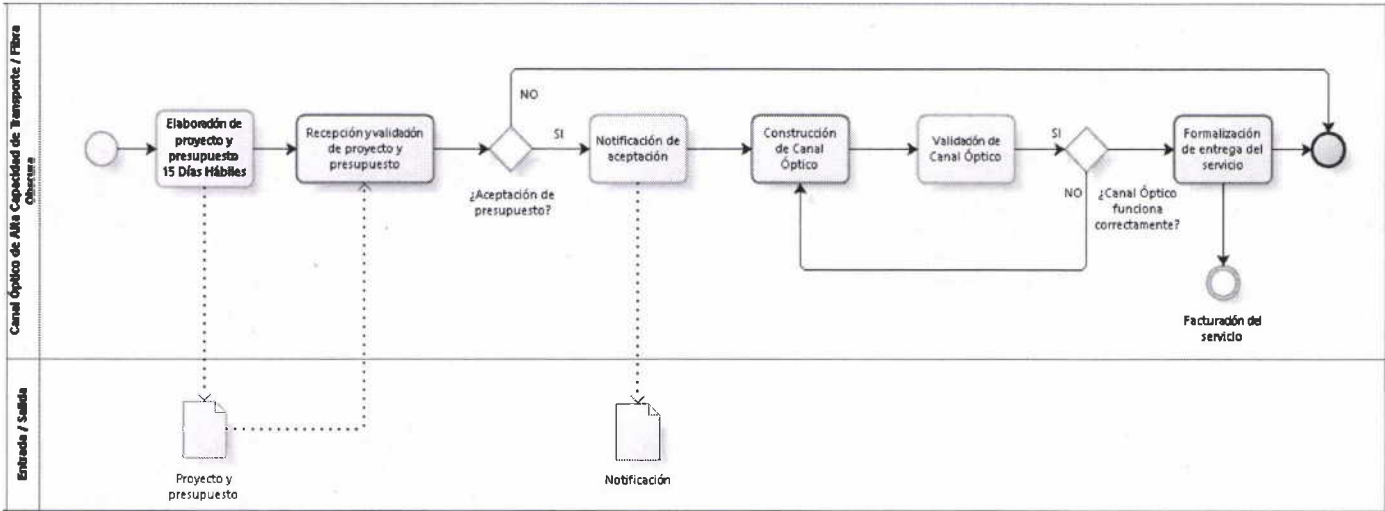 Canal Óptico de Alta Capacidad de Transporte / Fibra
Obscura
Elaboración de
proyecto y
presupuesto
15 Días Hábiles
Recepción y validación
de proyecto y
presupuesto
¿Aceptación de
presupuesto?
NO
SI
Notificación de
aceptación
Construcción
de Canal
Óptico
Validación de
Canal Óptico
SI
NO
¿Canal Óptico
funciona
correctamente?
Formalización
de entrega del
servicio
Facturación del
servicio
Entrada / Salida
Proyecto y
presupuesto
Notificación